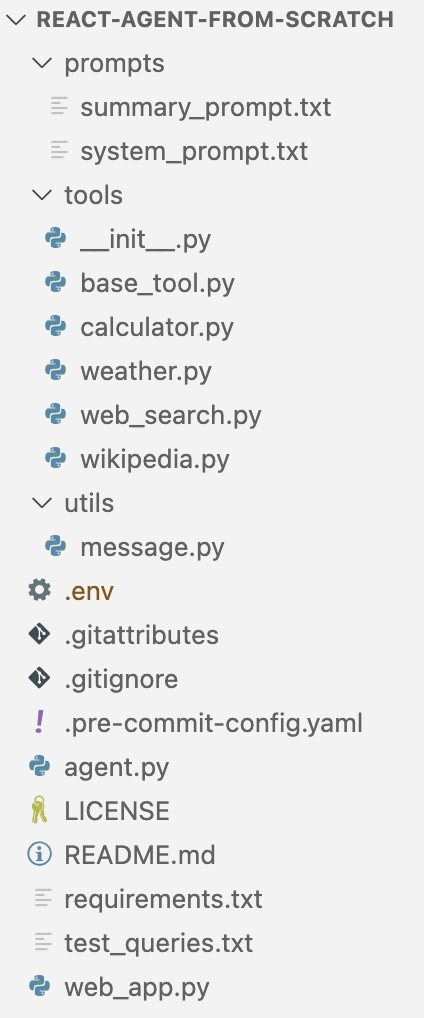 REACT-AGENT-FROM-SCRATCH
prompts
summary_prompt.txt
system_prompt.txt
tools
__init__.py
base_tool.py
calculator.py
weather.py
web_search.py
wikipedia.py
utils
message.py
.env
.gitattributes
.gitignore
.pre-commit-config.yaml
agent.py
LICENSE
README.md
requirements.txt
test_queries.txt
web_app.py